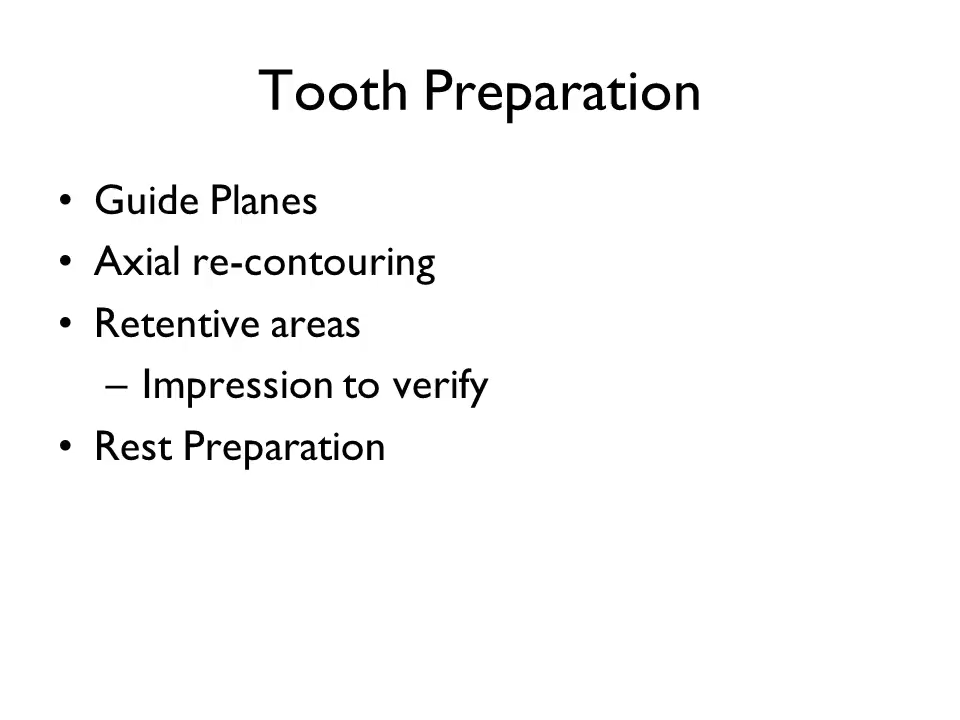 Tooth Preparation
• Guide Planes
• Axial re-contouring
• Retentive areas
– Impression to verify
• Rest Preparation